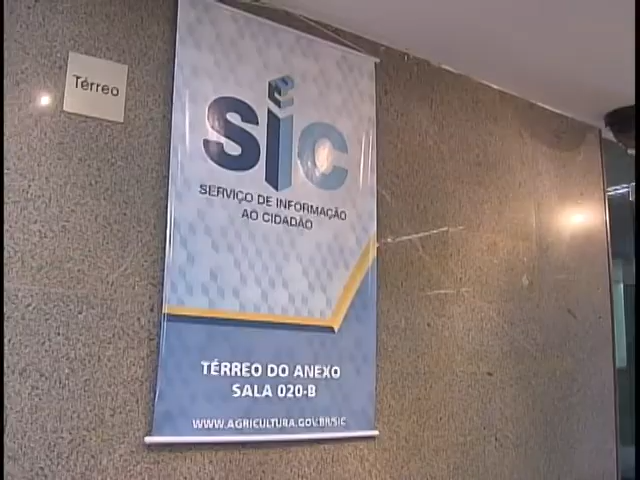 Térreo
SiC
SERVIÇO DE INFORMAÇÃO
AO CIDADÃO
TÉRREO DO ANEXO
SALA 020-B
WWW.AGRICULTURA.GOV.BR/SIC